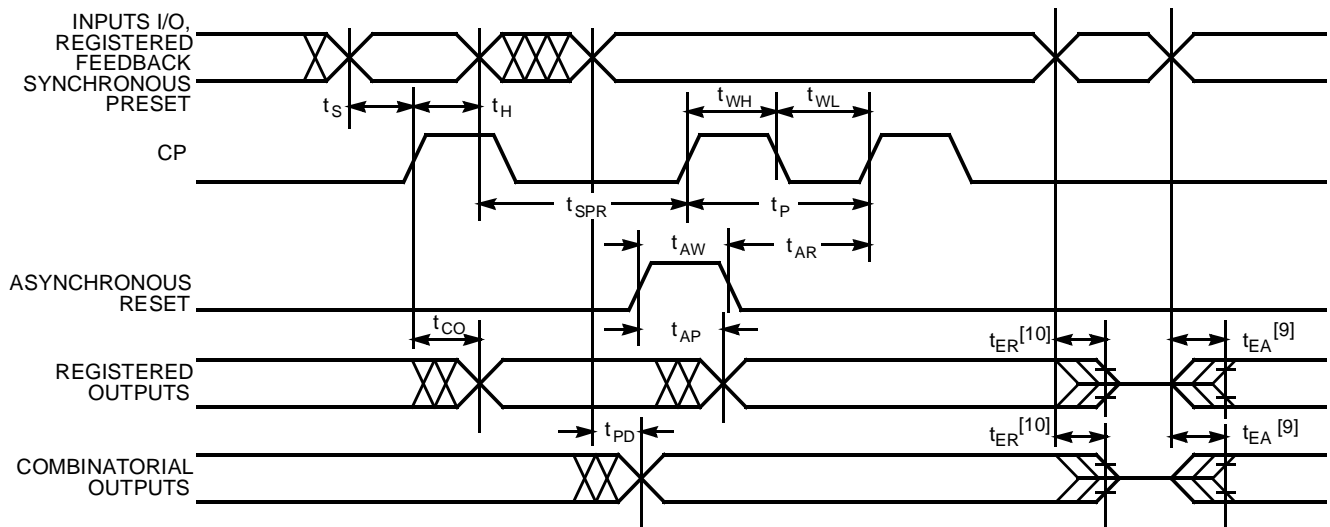 INPUTS I/O,
REGISTERED
FEEDBACK
SYNCHRONOUS
PRESET
tS
tH
tWH
tWL
CP
tSPR
tP
tAW
tAR
ASYNCHRONOUS
RESET
tCO
tAP
tER[10]
tEA[9]
REGISTERED
OUTPUTS
tPD
tER[10]
tEA[9]
COMBINATORIAL
OUTPUTS